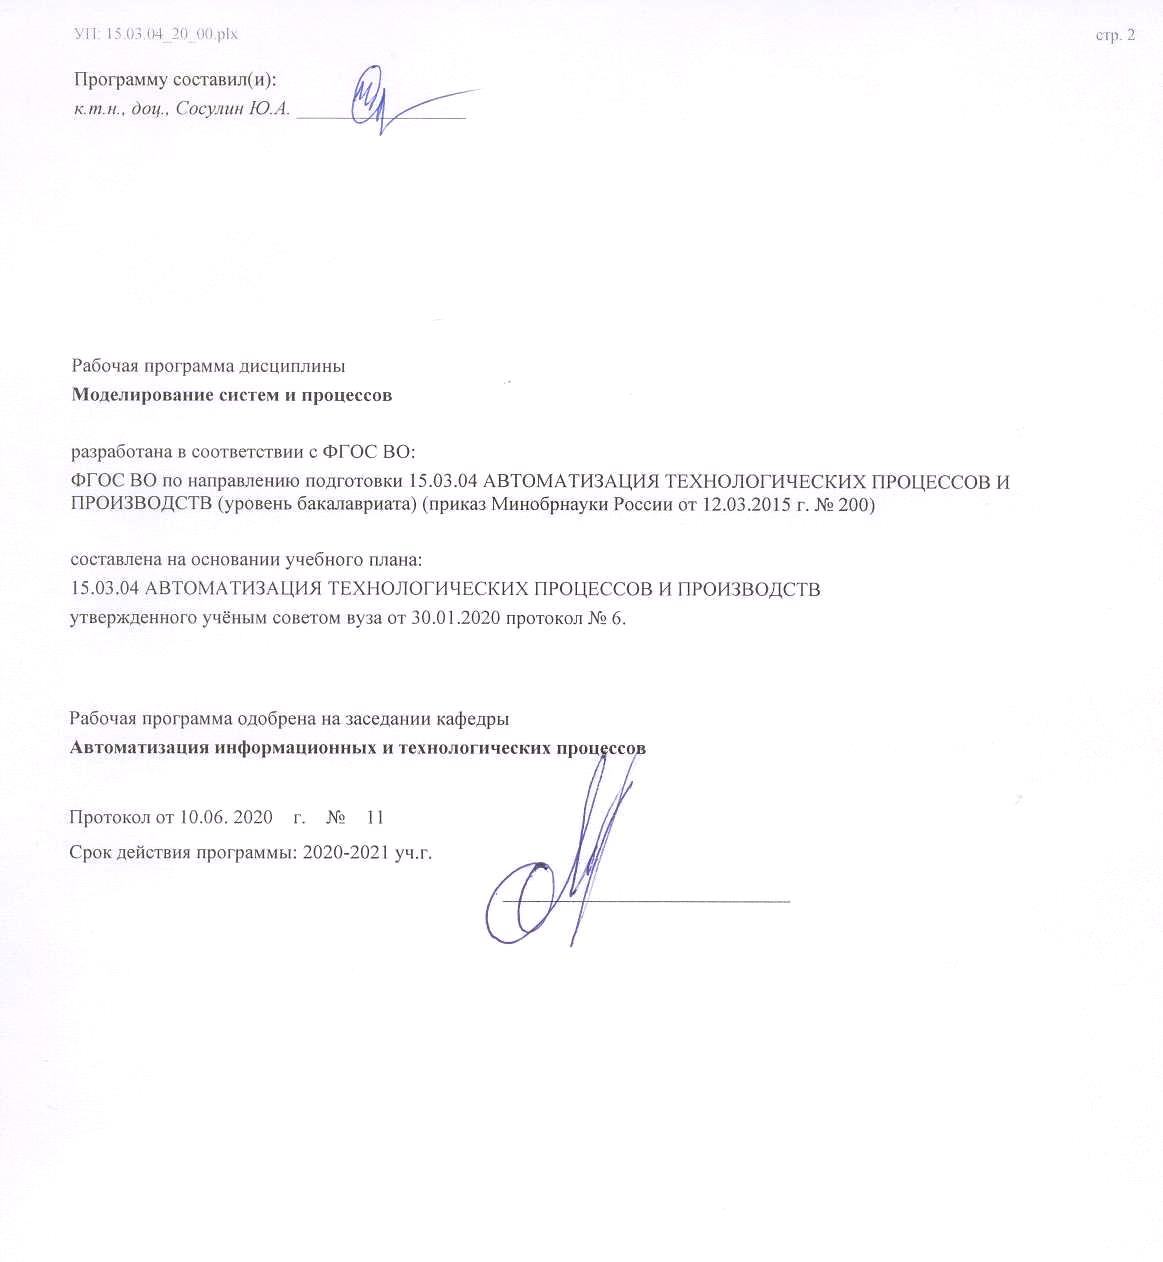 УП: 15.03.04_20_00.plx стр. 2
Программу составил(и):
к.т.н., доц., Сосулин Ю.А.
Рабочая программа дисциплины
Моделирование систем и процессов
разработана в соответствии с ФГОС ВО:
ФГОС ВО по направлению подготовки 15.03.04 АВТОМАТИЗАЦИЯ ТЕХНОЛОГИЧЕСКИХ ПРОЦЕССОВ И
ПРОИЗВОДСТВ (уровень бакалавриата) (приказ Минобрнауки России от 12.03.2015 г. № 200)
составлена на основании учебного плана:
15.03.04 АВТОМАТИЗАЦИЯ ТЕХНОЛОГИЧЕСКИХ ПРОЦЕССОВ И ПРОИЗВОДСТВ
утвержденного учёным советом вуза от 30.01.2020 протокол № 6.
Рабочая программа одобрена на заседании кафедры
Автоматизация информационных и технологических процессов
Протокол от 10.06. 2020 г. № 11
Срок действия программы: 2020-2021 уч.г.